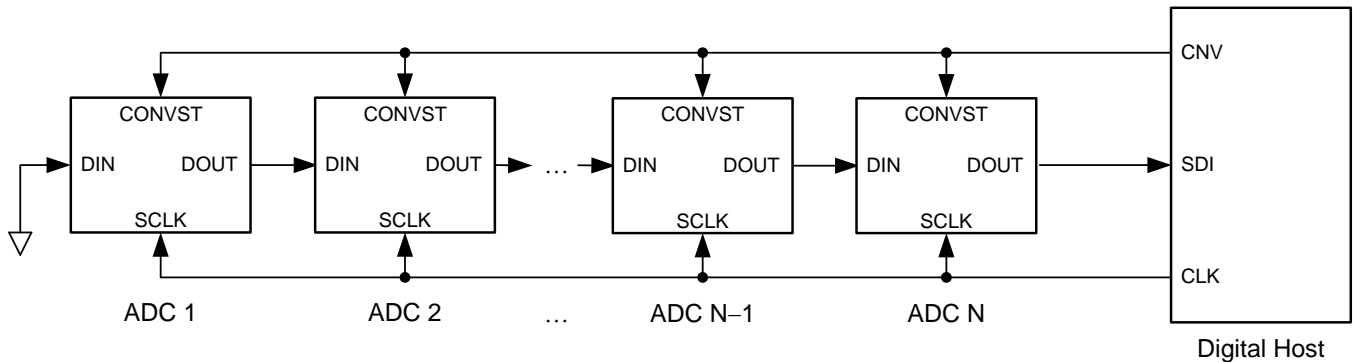 CNV
CONVST CONVST CONVST CONVST
DIN DOUT DIN DOUT … DIN DOUT DIN DOUT SDI
SCLK SCLK SCLK SCLK
CLK
ADC 1 ADC 2 … ADC N−1 ADC N
Digital Host